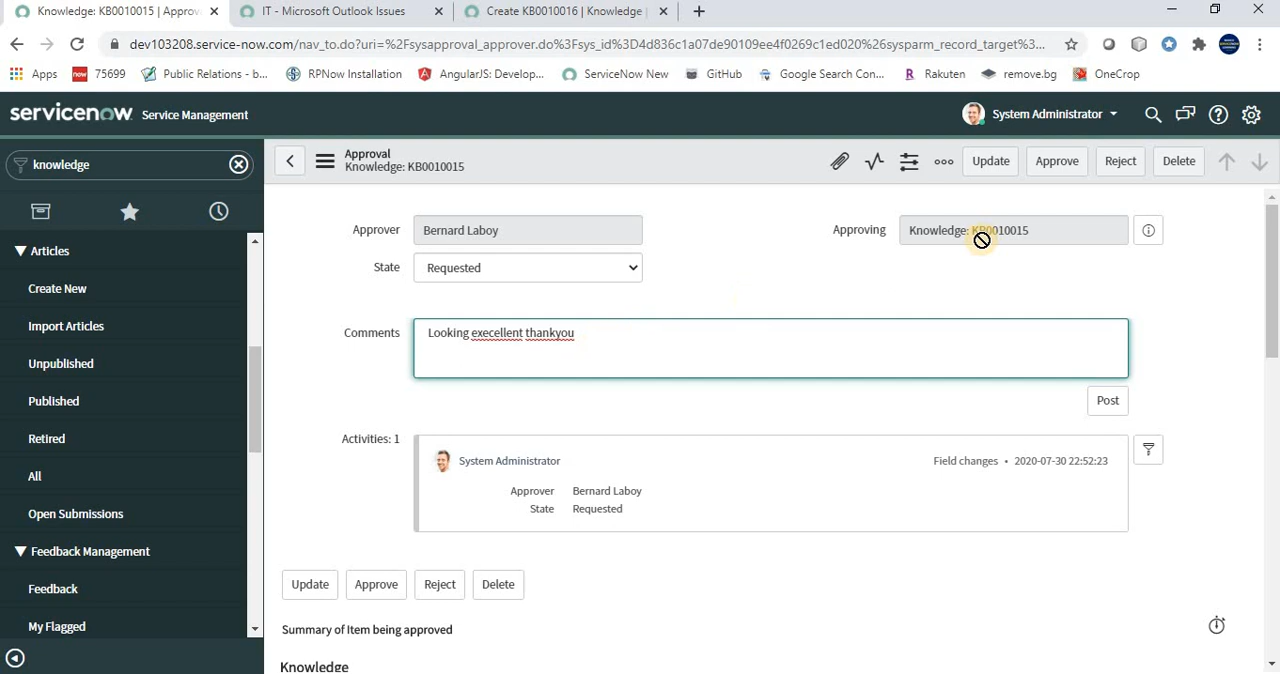 Knowledge: KB0010015 | Approv
IT - Microsoft Outlook Issues
Create KB0010016 | Knowledge
dev103208.service-now.com/nav_to.do?uri=%2Fsysapproval_approver.do%3Fsys_id%3D4d836c1a07de90109ee4f0269c1ed020%26sysparm_record_target%3...
Apps
now
75699
Public Relations - b...
RPNow Installation
AngularJS: Develop...
ServiceNow New
GitHub
Google Search Con...
Rakuten
remove.bg
OneCrop
servicenow Service Management
System Administrator
knowledge
Approval
Knowledge: KB0010015
Update
Approve
Reject
Delete
Articles
Create New
Import Articles
Unpublished
Published
Retired
All
Open Submissions
Feedback Management
Feedback
My Flagged
Approver
Bernard Laboy
Approving
Knowledge: KB0010015
State
Requested
Comments
Looking execellent thankyou
Post
Activities: 1
System Administrator
Field changes • 2020-07-30 22:52:23
Approver Bernard Laboy
State Requested
Update
Approve
Reject
Delete
Summary of Item being approved
Knowledge